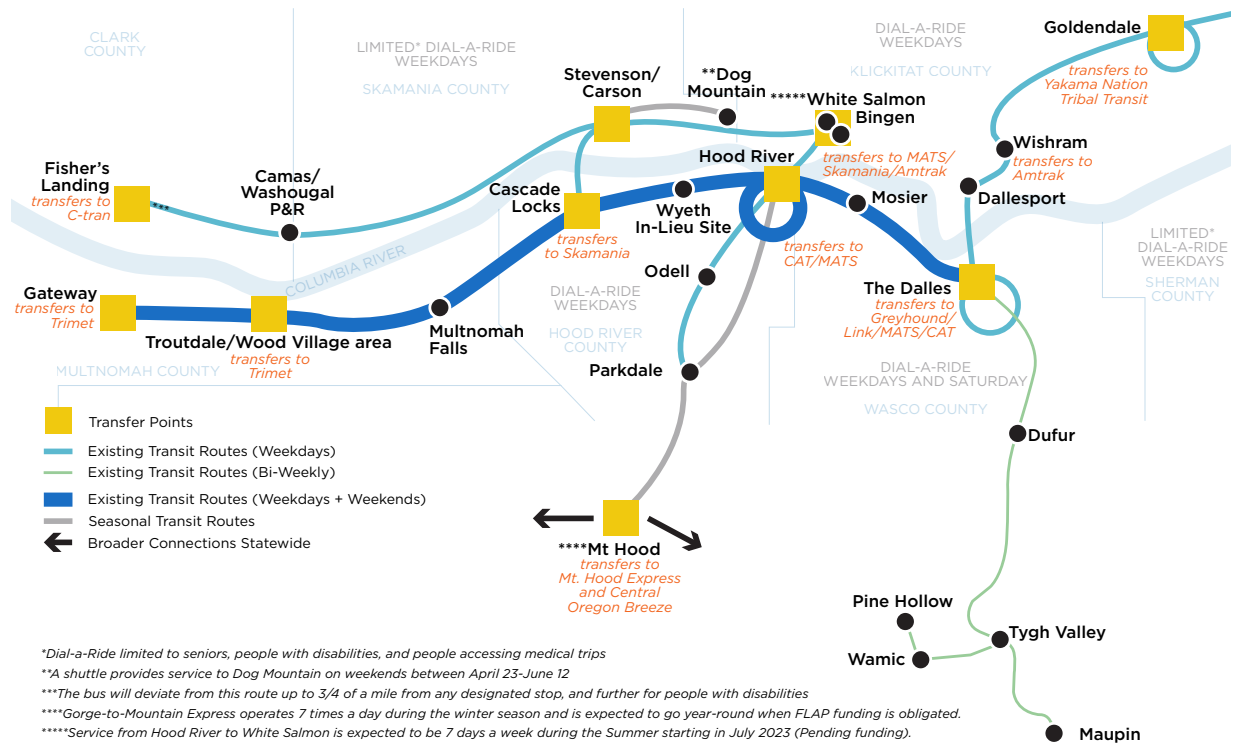 CLARK
COUNTY
LIMITED* DIAL-A-RIDE
WEEKDAYS
SKAMANIA COUNTY
DIAL-A-RIDE
WEEKDAYS
KLICKITAT COUNTY
Goldendale
transfers to
Yakama Nation
Tribal Transit
Stevenson/
Carson
**Dog
Mountain
*****White Salmon
Bingen
transfers to MATS/
Skamania/Amtrak
Wishram
transfers to
Amtrak
Dallesport
Fisher's
Landing
transfers to
C-tran
***
Camas/
Washougal
P&R
Cascade
Locks
transfers
to Skamania
Hood River
transfers to
CAT/MATS
Wyeth
In-Lieu Site
Mosier
LIMITED*
DIAL-A-RIDE
WEEKDAYS
SHERMAN
COUNTY
COLUMBIA RIVER
Gateway
transfers to
Trimet
Troutdale/Wood Village area
transfers to
Trimet
Multnomah
Falls
Odell
DIAL-A-RIDE
WEEKDAYS
HOOD RIVER
COUNTY
The Dalles
transfers to
Greyhound/
Link/MATS/CAT
MULTNOMAH COUNTY
Parkdale
DIAL-A-RIDE
WEEKDAYS AND SATURDAY
WASCO COUNTY
Dufur
Transfer Points
Existing Transit Routes (Weekdays)
Existing Transit Routes (Bi-Weekly)
Existing Transit Routes (Weekdays + Weekends)
Seasonal Transit Routes
Broader Connections Statewide
****Mt Hood
transfers to
Mt. Hood Express
and Central
Oregon Breeze
Pine Hollow
Wamic
Tygh Valley
Maupin
*Dial-a-Ride limited to seniors, people with disabilities, and people accessing medical trips
**A shuttle provides service to Dog Mountain on weekends between April 23-June 12
***The bus will deviate from this route up to 3/4 of a mile from any designated stop, and further for people with disabilities
****Gorge-to-Mountain Express operates 7 times a day during the winter season and is expected to go year-round when FLAP funding is obligated.
*****Service from Hood River to White Salmon is expected to be 7 days a week during the Summer starting in July 2023 (Pending funding).